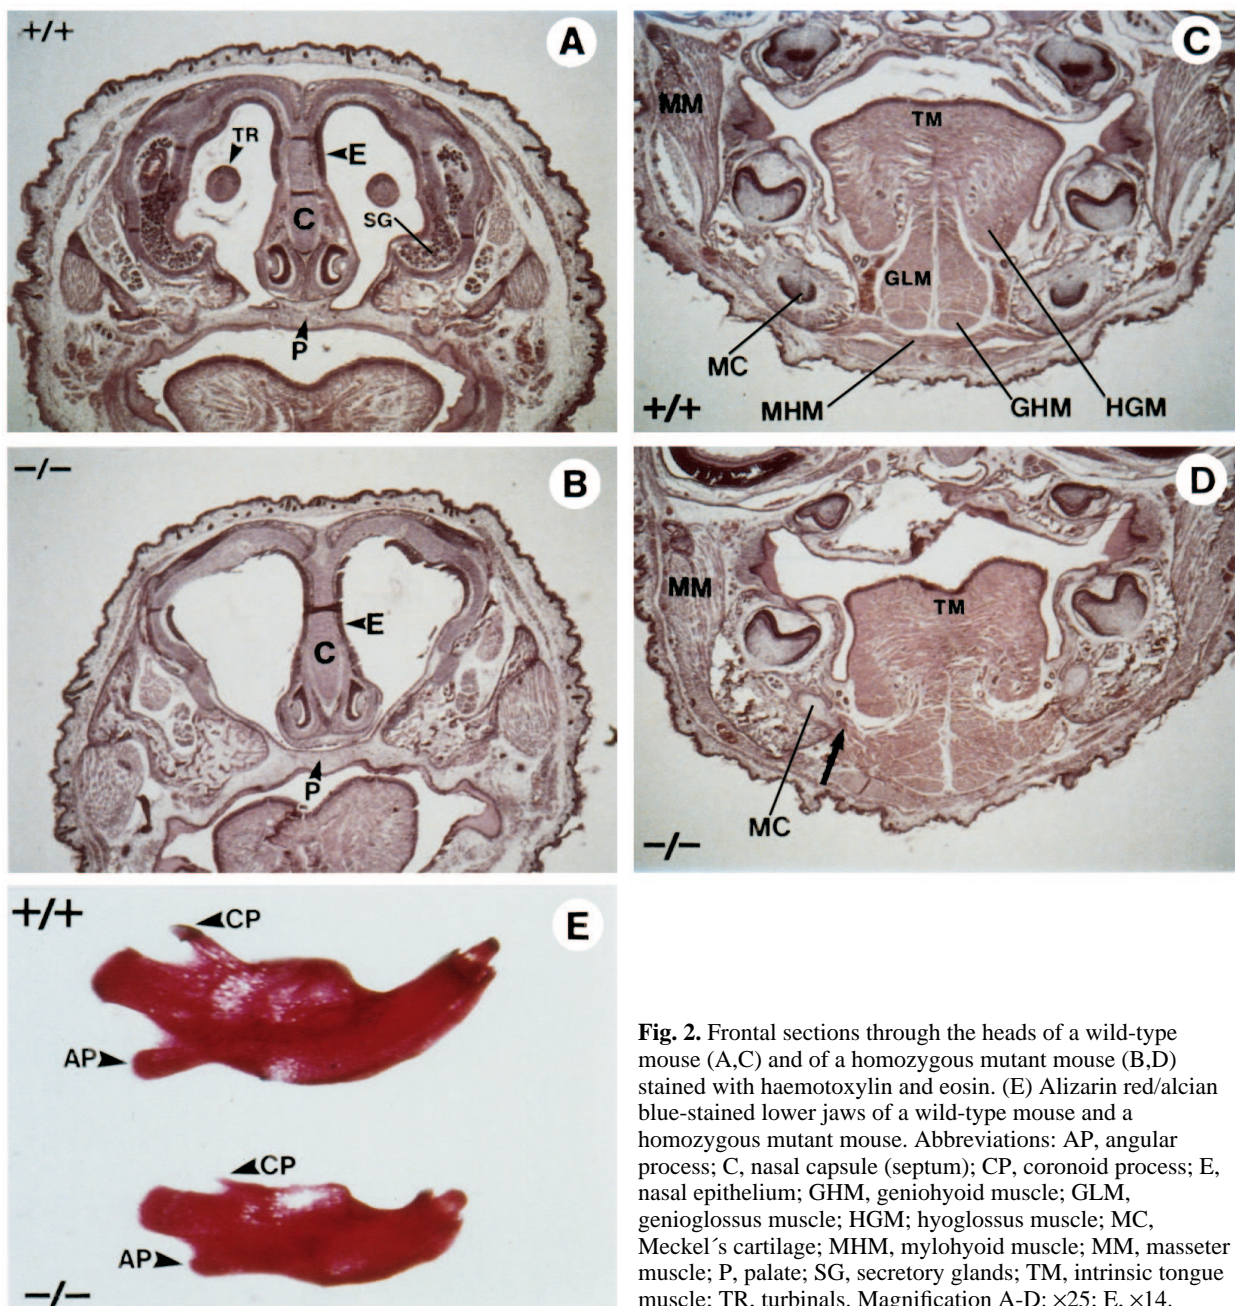 +/+
A
TR
E
C
SG
P
−/−
B
E
C
P
C
MM
TM
GLM
MC
+/+
MHM
GHM
HGM
D
MM
TM
MC
−/−
+/+
CP
E
AP
CP
AP
−/−
Fig. 2. Frontal sections through the heads of a wild-type
mouse (A,C) and of a homozygous mutant mouse (B,D)
stained with haemotoxylin and eosin. (E) Alizarin red/alcian
blue-stained lower jaws of a wild-type mouse and a
homozygous mutant mouse. Abbreviations: AP, angular
process; C, nasal capsule (septum); CP, coronoid process; E,
nasal epithelium; GHM, geniohyoid muscle; GLM,
genioglossus muscle; HGM; hyoglossus muscle; MC,
Meckel´s cartilage; MHM, mylohyoid muscle; MM, masseter
muscle; P, palate; SG, secretory glands; TM, intrinsic tongue
muscle; TR, turbinals. Magnification A-D: ×25; E, ×14.